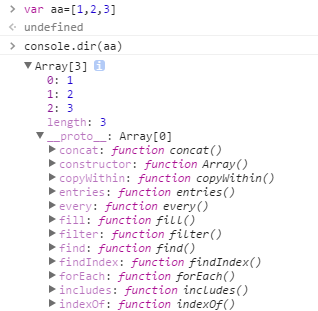 var aa=[1,2,3]
undefined
console.dir(aa)
Array[3] i
0: 1
1: 2
2: 3
length: 3
__proto__: Array[0]
concat: function concat()
constructor: function Array()
copyWithin: function copyWithin()
entries: function entries()
every: function every()
fill: function fill()
filter: function filter()
find: function find()
findIndex: function findIndex()
forEach: function forEach()
includes: function includes()
indexOf: function indexOf()